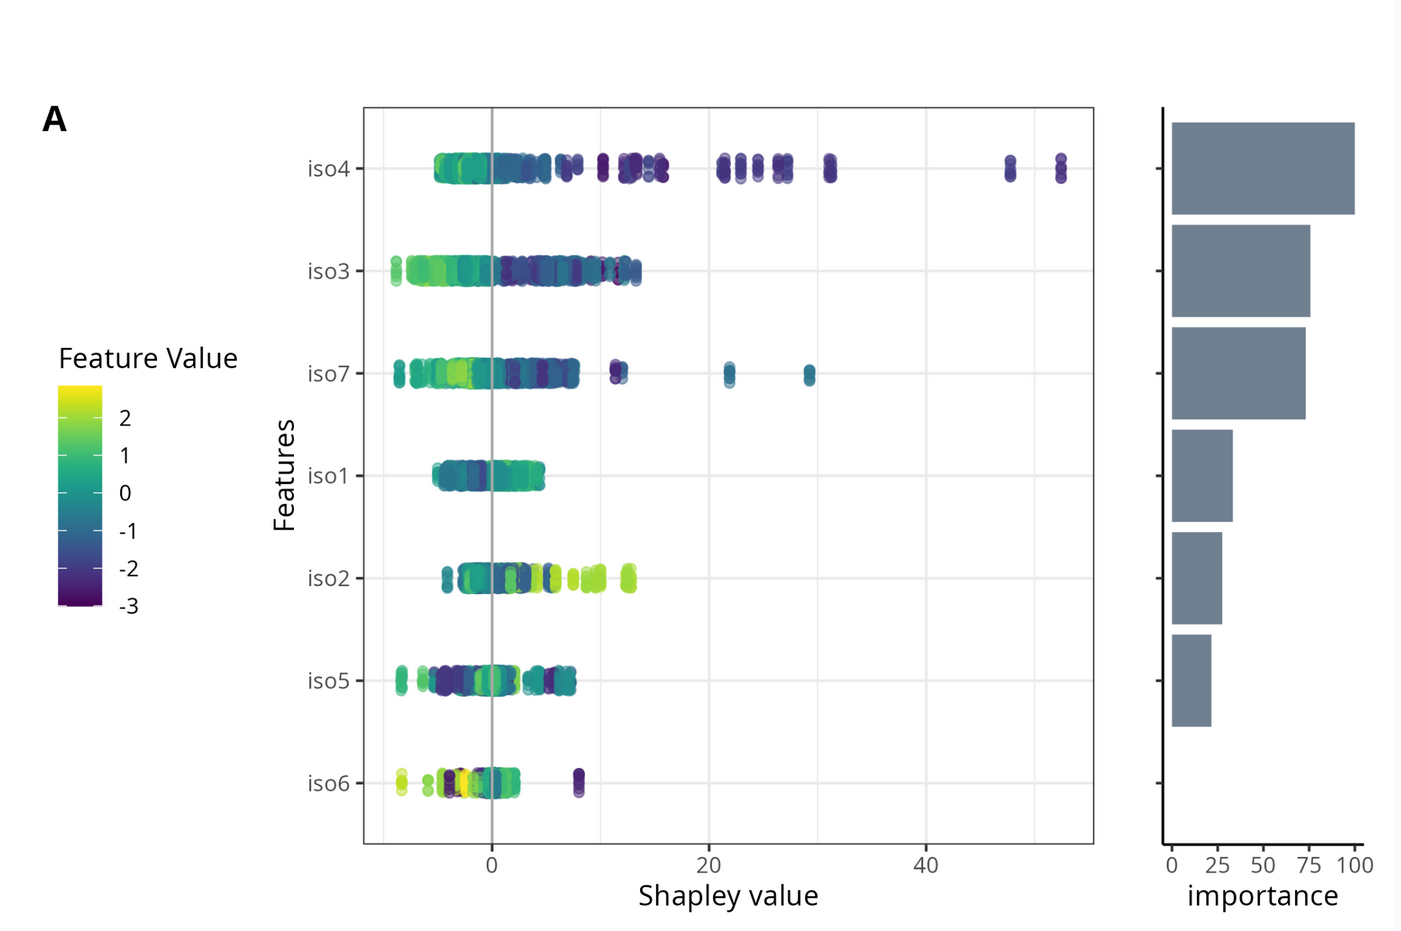 A
Feature Value
2
1
0
-1
-2
-3
Features
iso4
iso3
iso7
iso1
iso2
iso5
iso6
0 20 40
Shapley value
0 25 50 75 100
importance